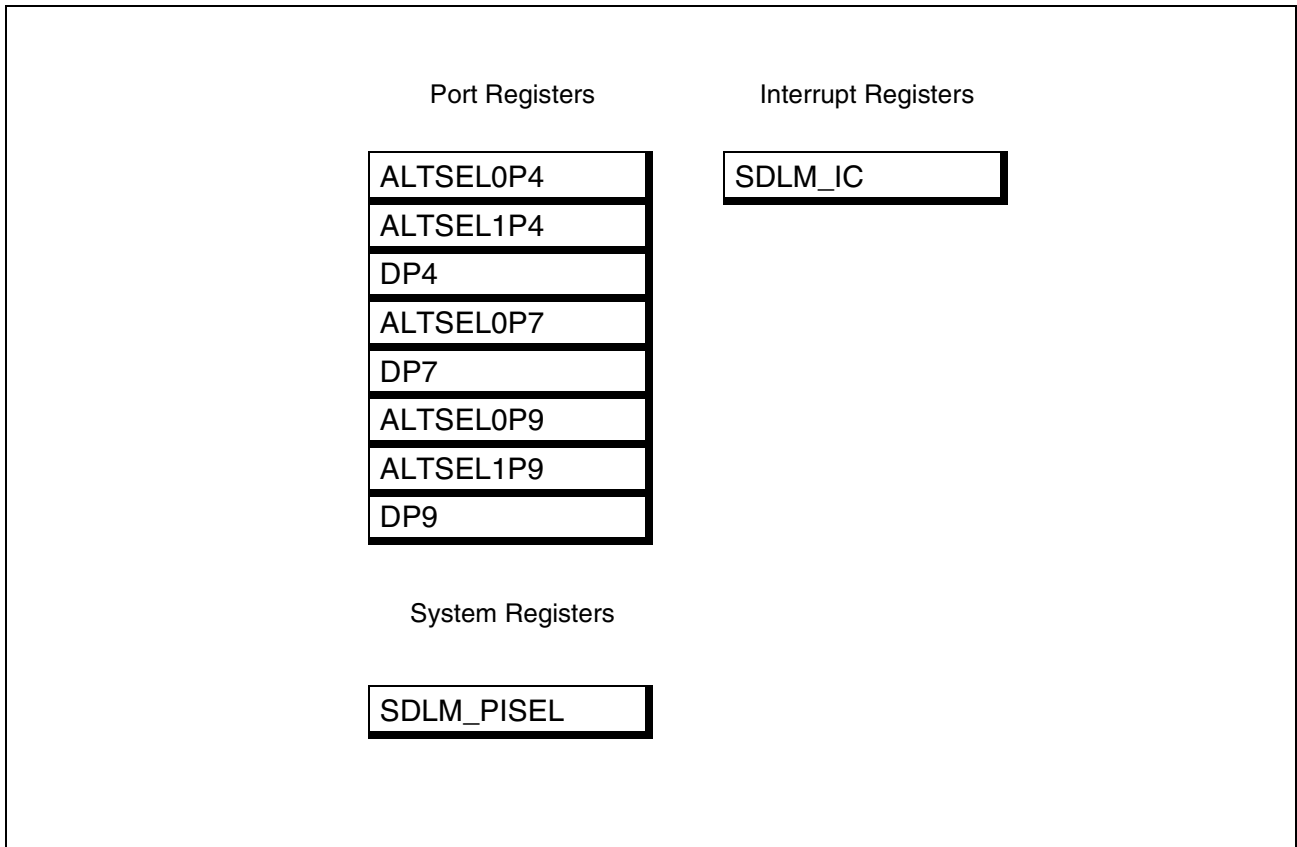 Port Registers
Interrupt Registers
ALTSEL0P4
SDLM_IC
ALTSEL1P4
DP4
ALTSEL0P7
DP7
ALTSEL0P9
ALTSEL1P9
DP9
System Registers
SDLM_PISEL